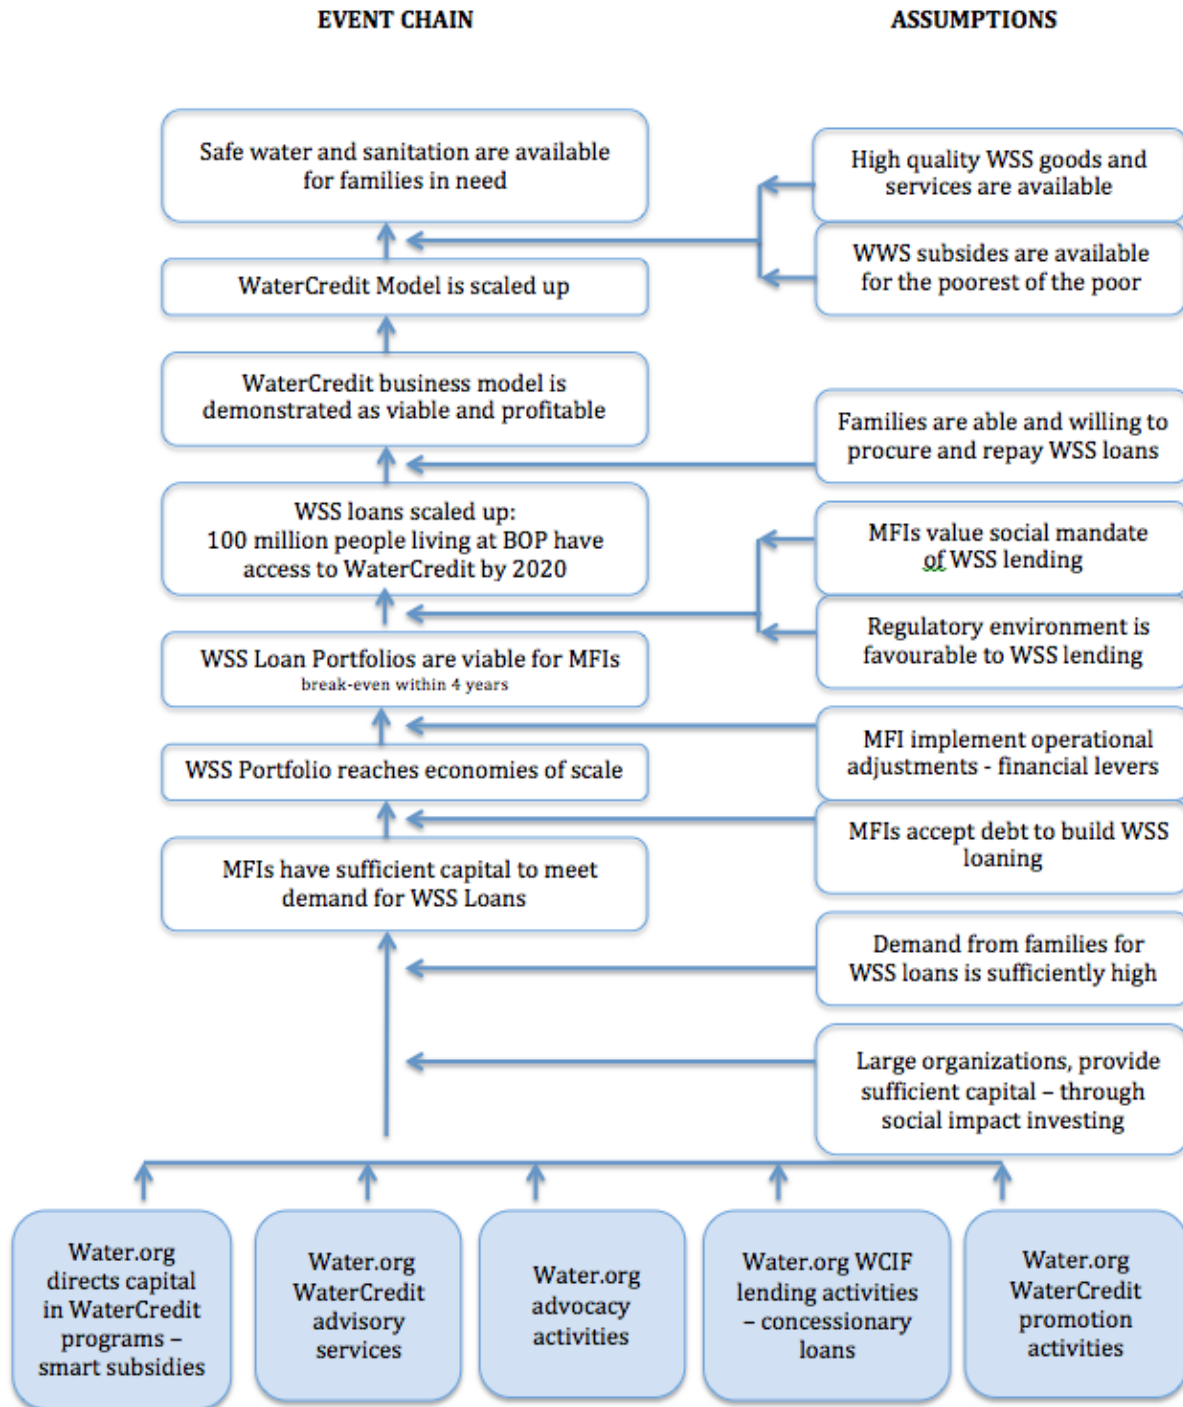 EVENT CHAIN
ASSUMPTIONS
Safe water and sanitation are available
for families in need
High quality WSS goods and
services are available
WWS subsides are available
for the poorest of the poor
WaterCredit Model is scaled up
WaterCredit business model is
demonstrated as viable and profitable
Families are able and willing to
procure and repay WSS loans
WSS loans scaled up:
100 million people living at BOP have
access to WaterCredit by 2020
MFIs value social mandate
of WSS lending
Regulatory environment is
favourable to WSS lending
WSS Loan Portfolios are viable for MFIs
break-even within 4 years
MFI implement operational
adjustments - financial levers
WSS Portfolio reaches economies of scale
MFIs accept debt to build WSS
loaning
MFIs have sufficient capital to meet
demand for WSS Loans
Demand from families for
WSS loans is sufficiently high
Large organizations, provide
sufficient capital – through
social impact investing
Water.org
directs capital
in WaterCredit
programs –
smart subsidies
Water.org
WaterCredit
advisory
services
Water.org
advocacy
activities
Water.org WCIF
lending activities
– concessionary
loans
Water.org
WaterCredit
promotion
activities